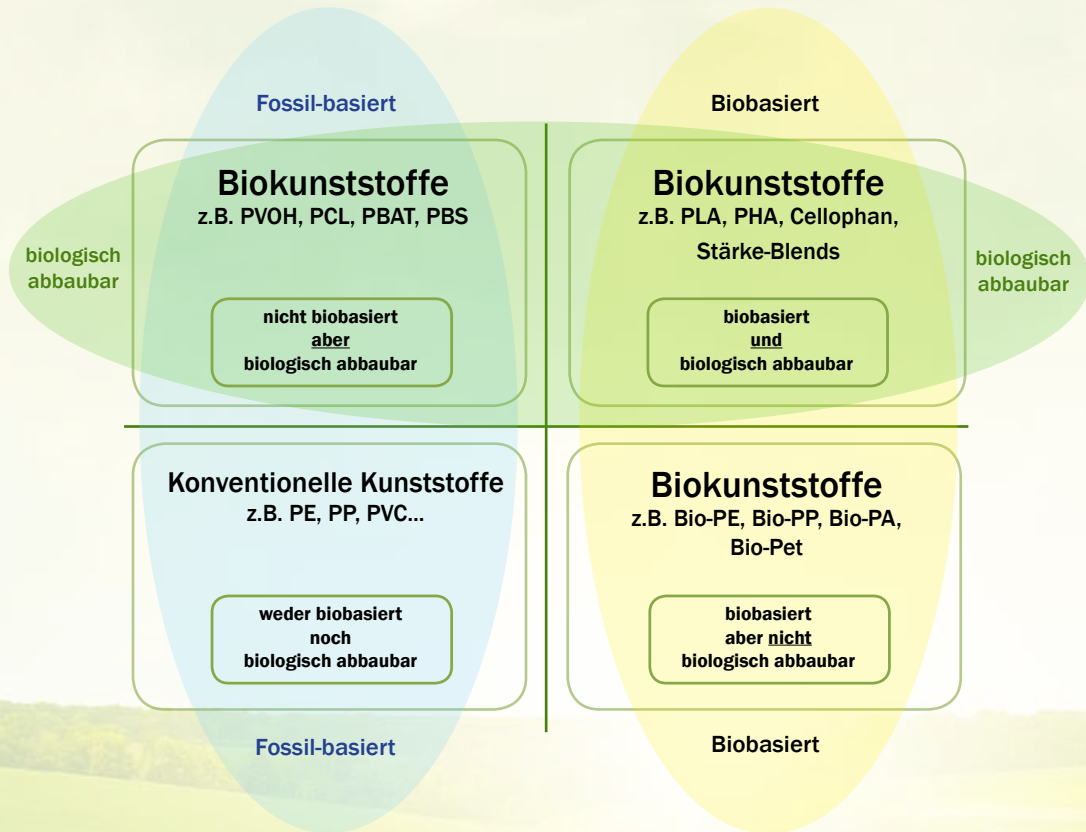 Fossil-basiert
Biobasiert
Biokunststoffe
z.B. PVOH, PCL, PBAT, PBS
Biokunststoffe
z.B. PLA, PHA, Cellophan,
Stärke-Blends
biologisch
abbaubar
biologisch
abbaubar
nicht biobasiert
aber
biologisch abbaubar
biobasiert
und
biologisch abbaubar
Konventionelle Kunststoffe
z.B. PE, PP, PVC...
Biokunststoffe
z.B. Bio-PE, Bio-PP, Bio-PA,
Bio-Pet
weder biobasiert
noch
biologisch abbaubar
biobasiert
aber nicht
biologisch abbaubar
Fossil-basiert
Biobasiert